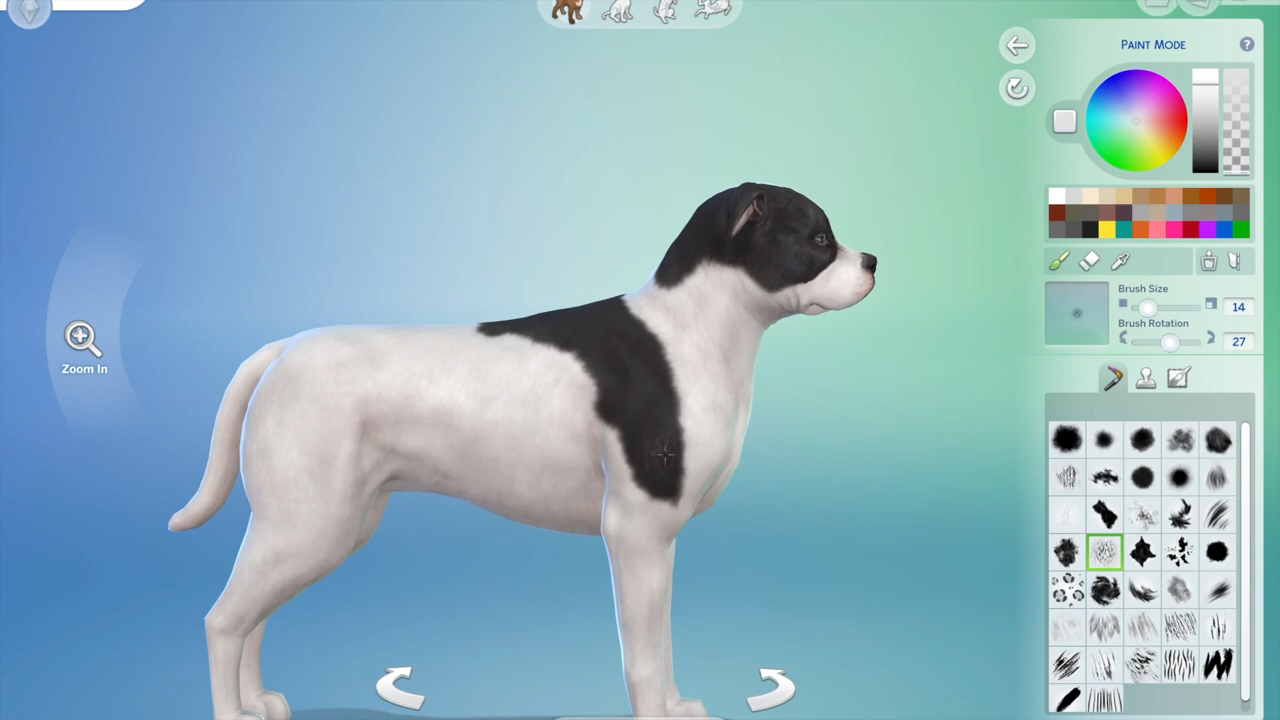 PAINT MODE
?
Brush Size
14
Brush Rotation
27
Zoom In